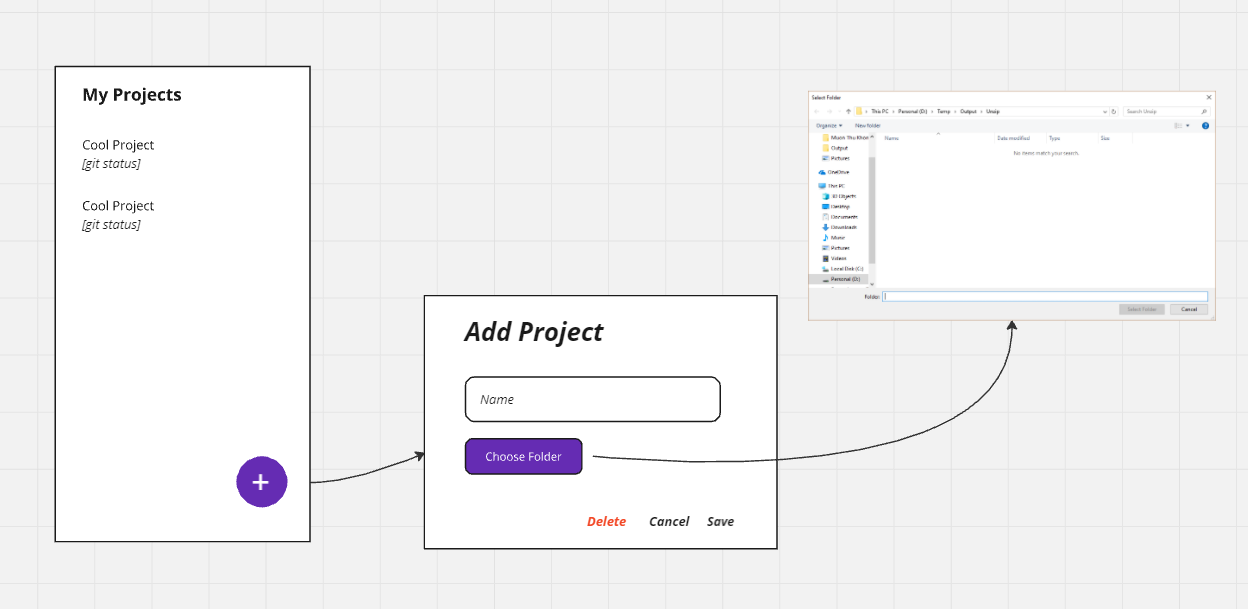 My Projects
Cool Project
[git status]
Cool Project
[git status]
+
Add Project
Name
Choose Folder
Delete Cancel Save
Select Folder
This PC > Personal (D:) > Temp > Output > Unzip
Search Unzip
Organize New folder
Name Date modified Type Size
No items match your search.
Output
Pictures
OneDrive
This PC
3D Objects
Desktop
Documents
Downloads
Music
Pictures
Videos
Local Disk (C:)
Personal (D:)
Folder:
Select Folder Cancel